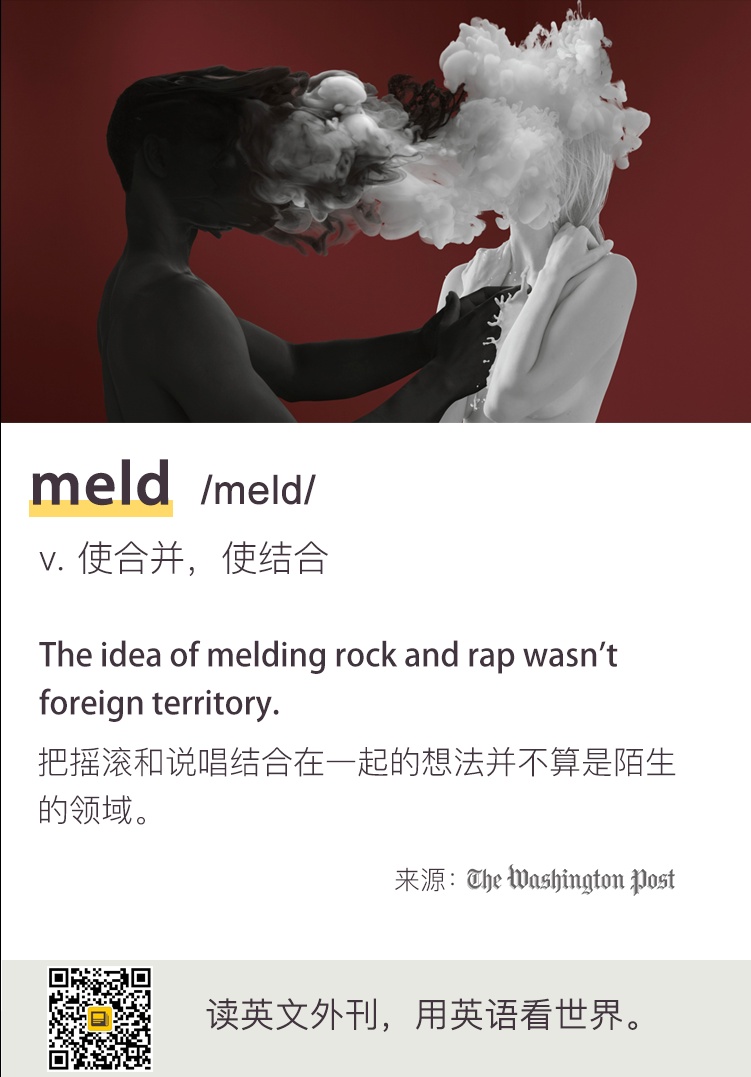 meld /meld/
v. 使合并，使结合
The idea of melding rock and rap wasn’t
foreign territory.
把摇滚和说唱结合在一起的想法并不算是陌生
的领域。
来源：The Washington Post
读英文外刊，用英语看世界。